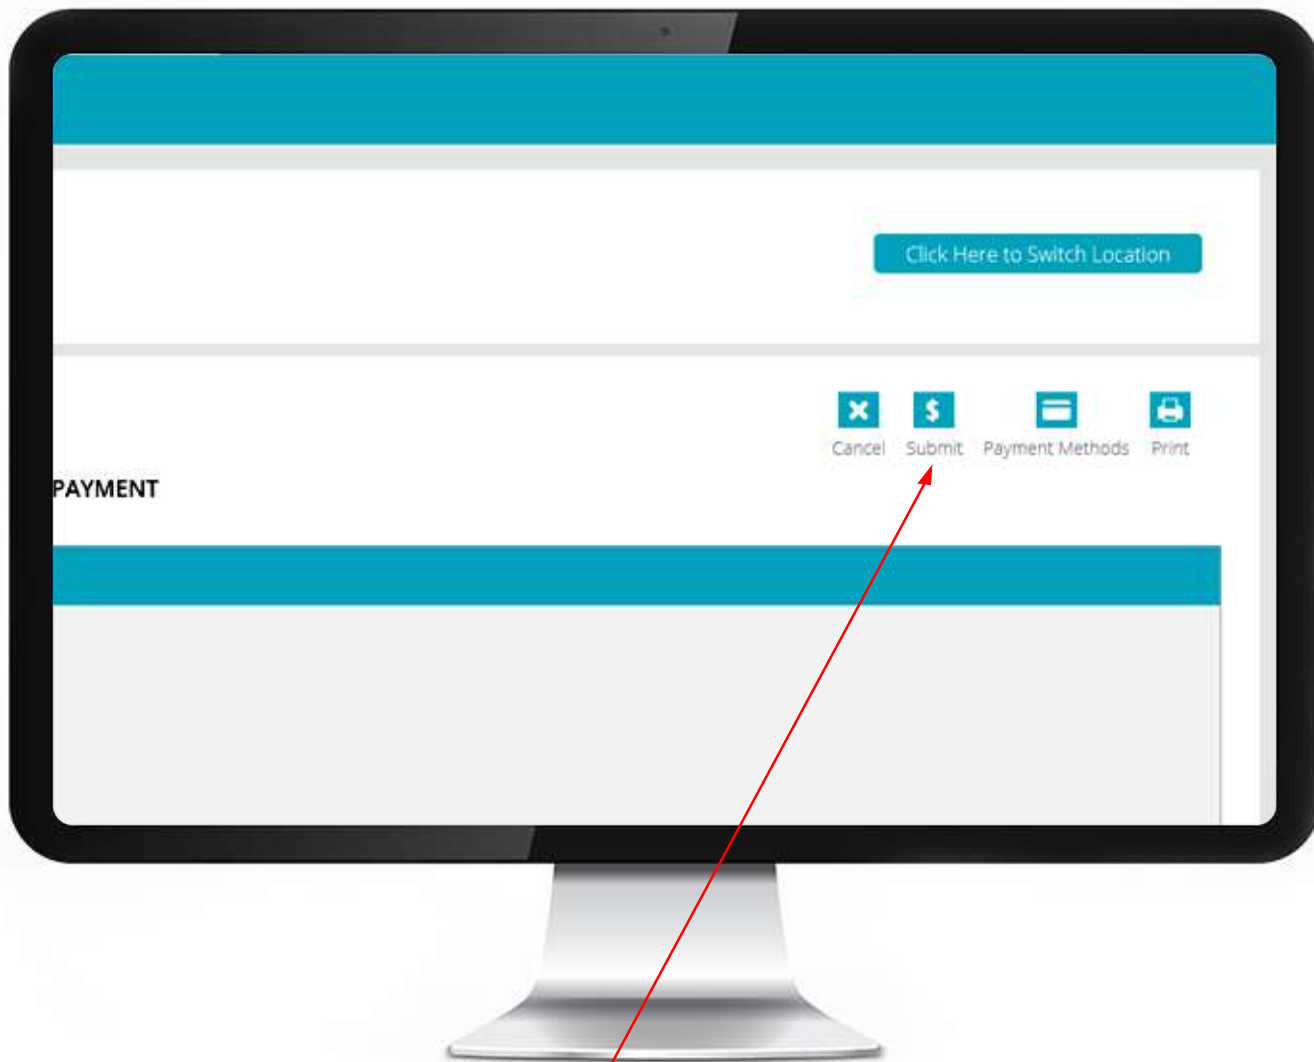 Click Here to Switch Location
Cancel Submit Payment Methods Print
PAYMENT